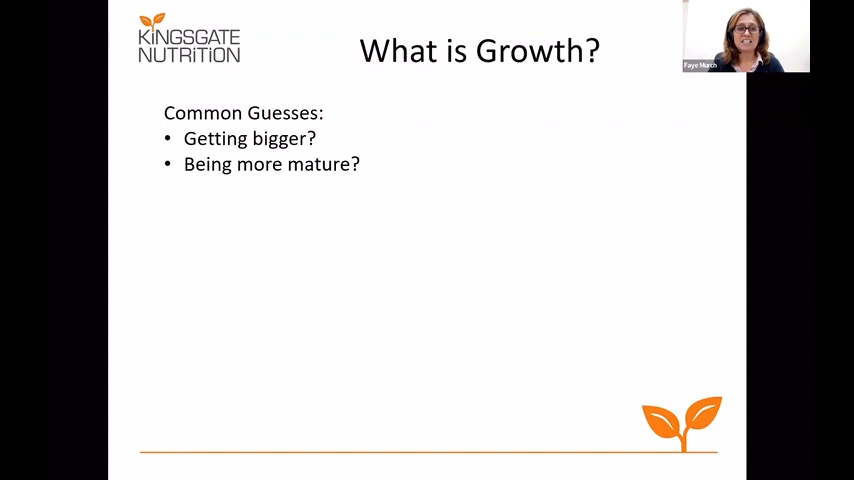 KiNGSGATE
NUTRiTiON
What is Growth?
Faye Murch
Common Guesses:
• Getting bigger?
• Being more mature?